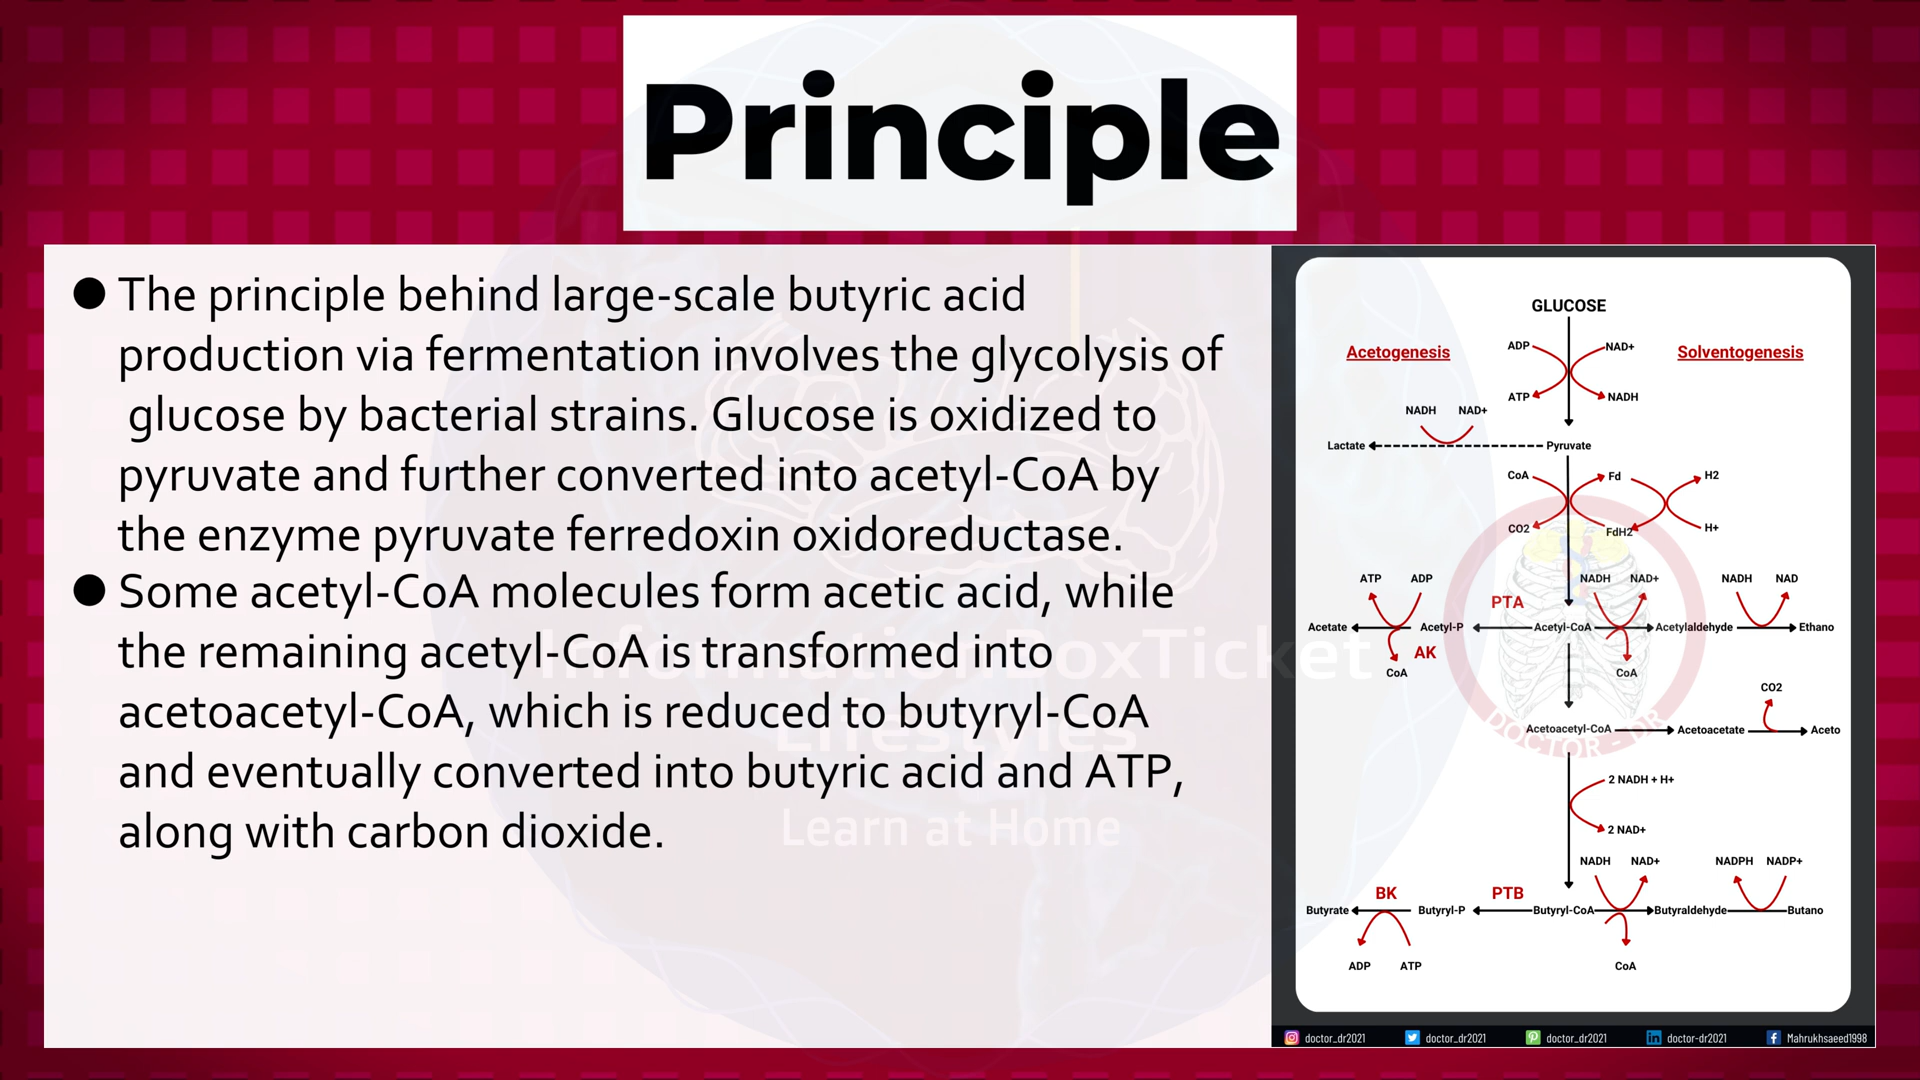 Principle
● The principle behind large-scale butyric acid
production via fermentation involves the glycolysis of
glucose by bacterial strains. Glucose is oxidized to
pyruvate and further converted into acetyl-CoA by
the enzyme pyruvate ferredoxin oxidoreductase.
● Some acetyl-CoA molecules form acetic acid, while
the remaining acetyl-CoA is transformed into
acetoacetyl-CoA, which is reduced to butyryl-CoA
and eventually converted into butyric acid and ATP,
along with carbon dioxide.
InformationBoxTicket
Lifestyles
Learn at Home
GLUCOSE
Acetogenesis
ADP
NAD+
Solventogenesis
ATP
NADH
NADH NAD+
Lactate
Pyruvate
CoA
Fd
H2
CO2
FdH2
H+
ATP ADP
NADH NAD+
NADH NAD
PTA
Acetate
Acetyl-P
Acetyl-CoA
Acetylaldehyde
Ethano
AK
CoA
CoA
CO2
Acetoacetyl-CoA
Acetoacetate
Aceto
DOCTOR - DR
2 NADH + H+
2 NAD+
NADH NAD+
NADPH NADP+
BK
PTB
Butyrate
Butyryl-P
Butyryl-CoA
Butyraldehyde
Butano
ADP ATP
CoA
doctor_dr2021 doctor_dr2021 doctor_dr2021 doctor-dr2021 Mahrukhsaeed1998